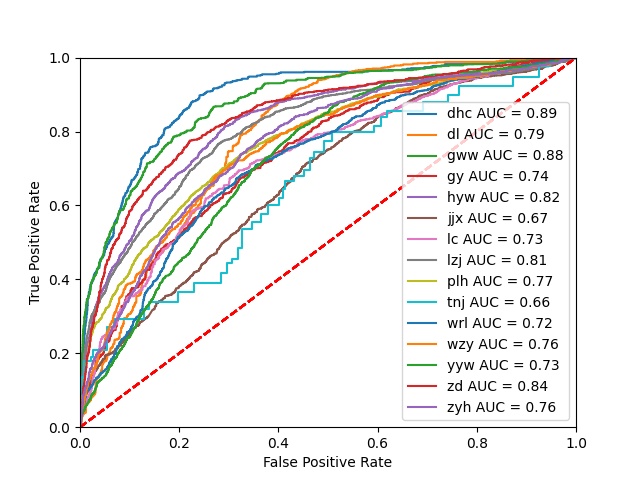 1.0
0.8
0.6
0.4
0.2
0.0
True Positive Rate
dhc AUC = 0.89
dl AUC = 0.79
gww AUC = 0.88
gy AUC = 0.74
hyw AUC = 0.82
jjx AUC = 0.67
lc AUC = 0.73
lzj AUC = 0.81
plh AUC = 0.77
tnj AUC = 0.66
wrl AUC = 0.72
wzy AUC = 0.76
yyw AUC = 0.73
zd AUC = 0.84
zyh AUC = 0.76
0.0 0.2 0.4 0.6 0.8 1.0
False Positive Rate